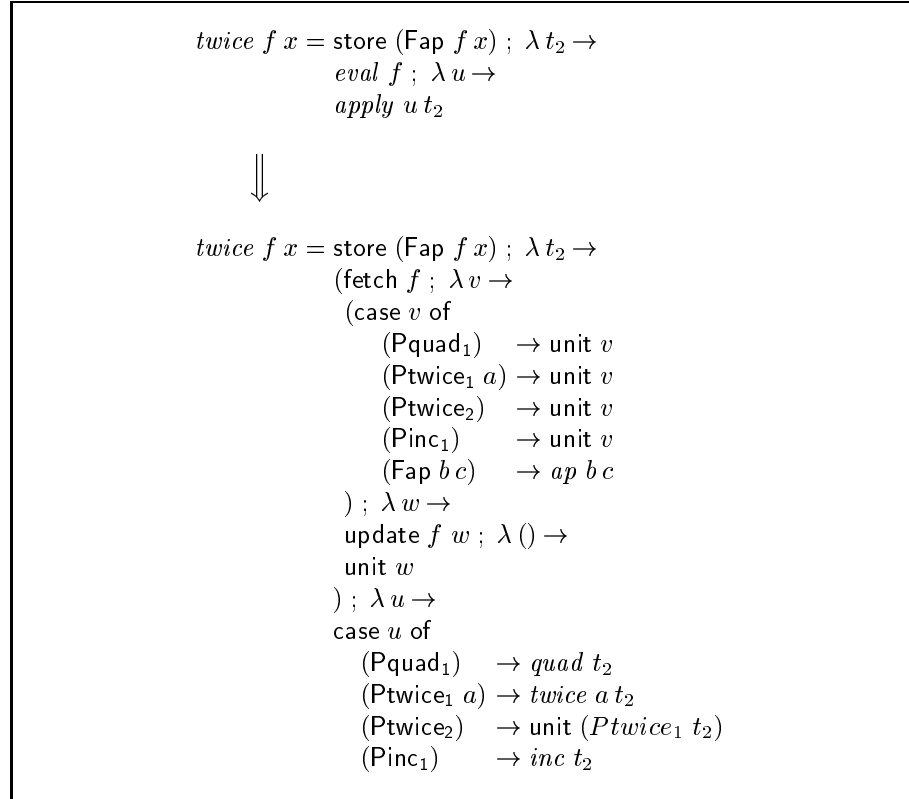 twice f x = store (Fap f x) ; λ t₂ →
eval f ; λ u →
apply u t₂
⇓
twice f x = store (Fap f x) ; λ t₂ →
(fetch f ; λ v →
(case v of
(Pquad₁) → unit v
(Ptwice₁ a) → unit v
(Ptwice₂) → unit v
(Pinc₁) → unit v
(Fap b c) → ap b c
) ; λ w →
update f w ; λ () →
unit w
) ; λ u →
case u of
(Pquad₁) → quad t₂
(Ptwice₁ a) → twice a t₂
(Ptwice₂) → unit (Ptwice₁ t₂)
(Pinc₁) → inc t₂